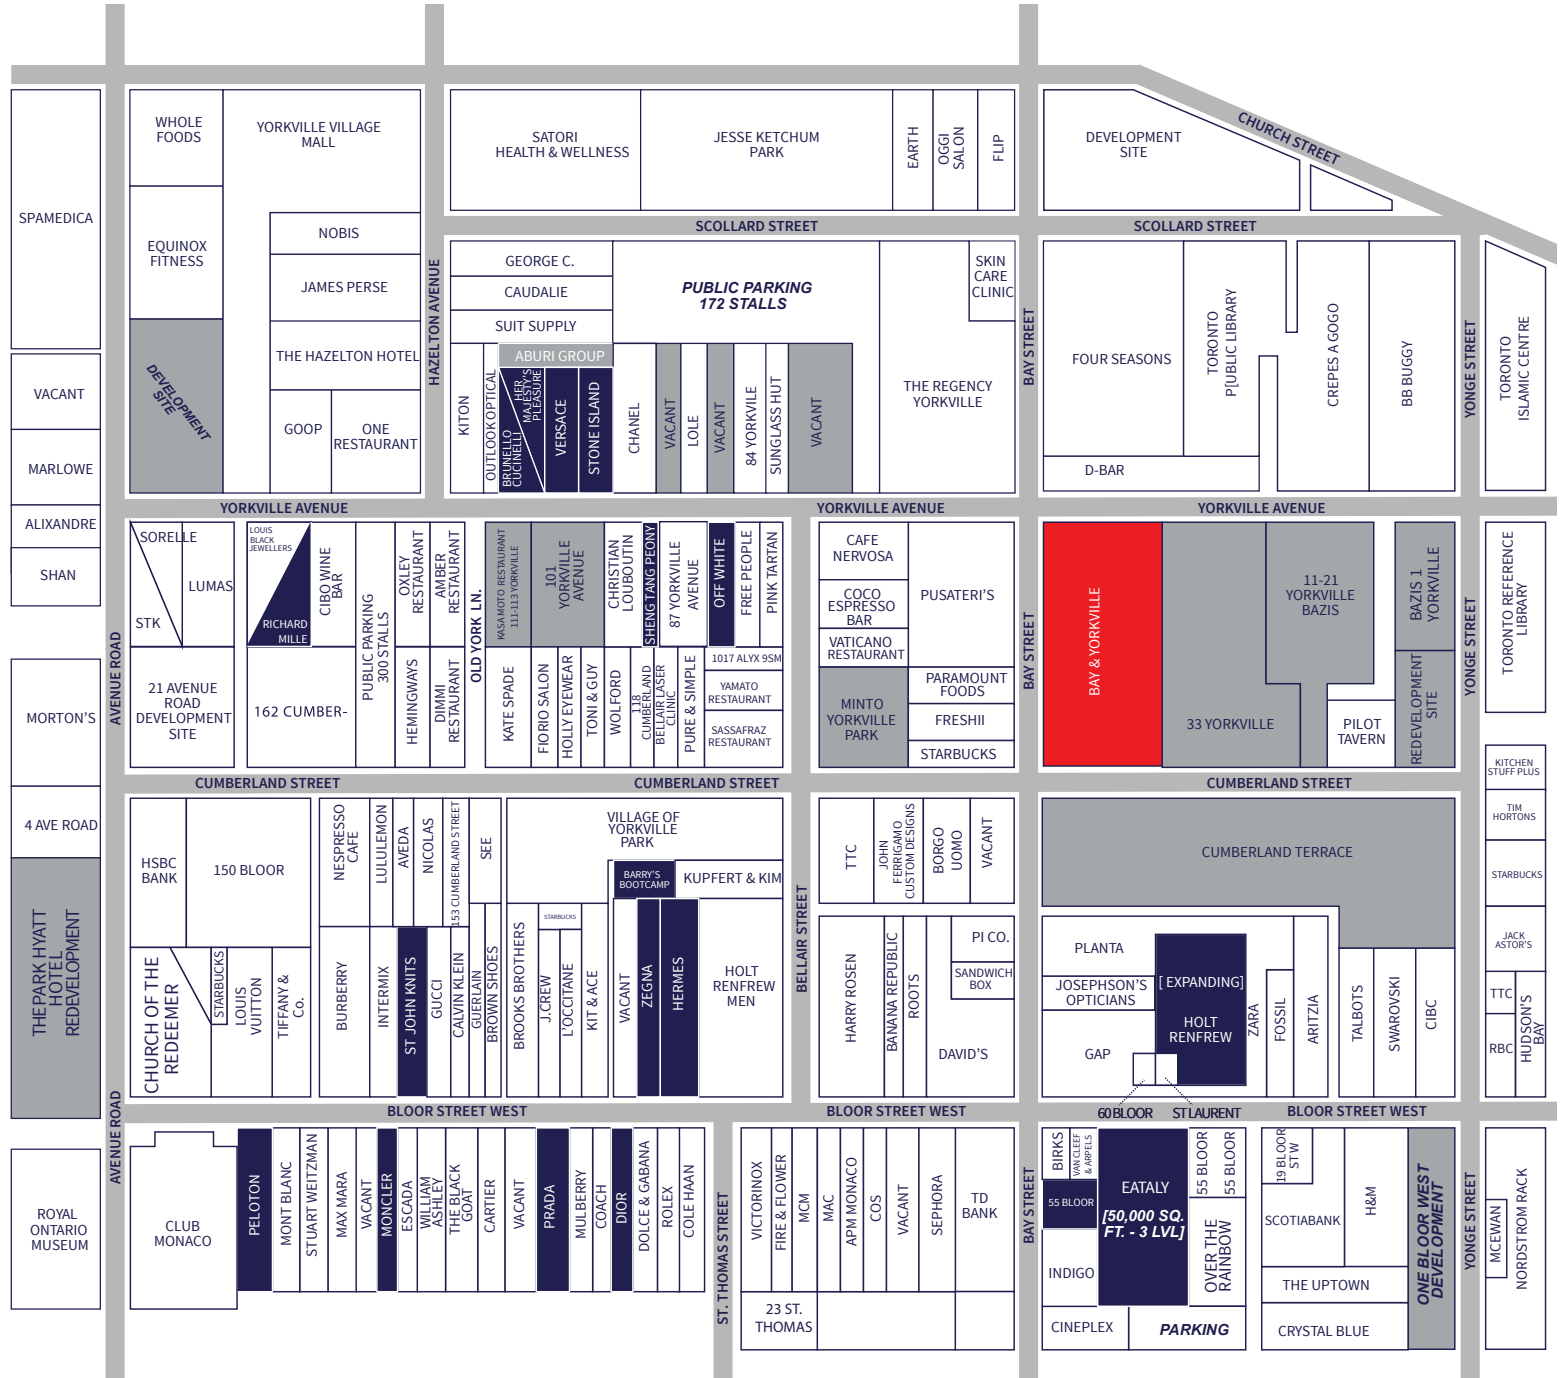 CHURCH STREET
WHOLE
FOODS
YORKVILLE VILLAGE
MALL
SATORI
HEALTH & WELLNESS
JESSE KETCHUM
PARK
EARTH
OGGI
SALON
FLIP
DEVELOPMENT
SITE
SPAMEDICA
SCOLLARD STREET
SCOLLARD STREET
EQUINOX
FITNESS
NOBIS
JAMES PERSE
THE HAZELTON HOTEL
GOOP
ONE
RESTAURANT
DEVELOPMENT
SITE
HAZELTON AVENUE
GEORGE C.
CAUDALIE
SUIT SUPPLY
PUBLIC PARKING
172 STALLS
SKIN
CARE
CLINIC
ABURI GROUP
KITON
OUTLOOK OPTICAL
BRUNELLO
CUCINELLI
HER
MAJESTY'S
PLEASURE
VERSACE
STONE ISLAND
CHANEL
VACANT
LOLE
VACANT
84 YORKVILE
SUNGLASS HUT
VACANT
THE REGENCY
YORKVILLE
BAY STREET
FOUR SEASONS
TORONTO
P[UBLIC LIBRARY
CREPES A GOGO
BB BUGGY
D-BAR
YONGE STREET
TORONTO
ISLAMIC CENTRE
VACANT
MARLOWE
ALIXANDRE
SHAN
YORKVILLE AVENUE
YORKVILLE AVENUE
YORKVILLE AVENUE
SORELLE
LUMAS
STK
LOUIS
BLACK
JEWELLERS
RICHARD
MILLE
CIBO WINE
BAR
PUBLIC PARKING
300 STALLS
OXLEY
RESTAURANT
AMBER
RESTAURANT
OLD YORK LN.
KASA MOTO RESTAURANT
111-113 YORKVILLE
101
YORKVILLE
AVENUE
CHRISTIAN
LOUBOUTIN
SHENG TANG PEONY
87 YORKVILLE
AVENUE
OFF WHITE
FREE PEOPLE
PINK TARTAN
CAFE
NERVOSA
COCO
ESPRESSO
BAR
VATICANO
RESTAURANT
PUSATERI'S
BAY & YORKVILLE
33 YORKVILLE
11-21
YORKVILLE
BAZIS
BAZIS 1
YORKVILLE
TORONTO REFERENCE
LIBRARY
AVENUE ROAD
MORTON'S
21 AVENUE
ROAD
DEVELOPMENT
SITE
162 CUMBER-
HEMINGWAYS
DIMMI
RESTAURANT
KATE SPADE
FIORIO SALON
HOLLY EYEWEAR
TONI & GUY
WOLFORD
118
CUMBERLAND
BELLAIR LASER
CLINIC
PURE & SIMPLE
1017 ALYX 9SM
YAMATO
RESTAURANT
SASSAFRAZ
RESTAURANT
MINTO
YORKVILLE
PARK
PARAMOUNT
FOODS
FRESHII
STARBUCKS
BAY STREET
PILOT
TAVERN
REDEVELOPMENT
SITE
YONGE STREET
CUMBERLAND STREET
CUMBERLAND STREET
CUMBERLAND STREET
KITCHEN
STUFF PLUS
TIM
HORTONS
STARBUCKS
JACK
ASTOR'S
TTC
RBC
HUDSON'S
BAY
4 AVE ROAD
THE PARK HYATT
HOTEL
REDEVELOPMENT
HSBC
BANK
150 BLOOR
NESPRESSO
CAFE
LULULEMON
AVEDA
NICOLAS
153 CUMBERLAND STREET
SEE
VILLAGE OF
YORKVILLE
PARK
BARRY'S
BOOTCAMP
KUPFERT & KIM
TTC
JOHN
FERRIGAMO
CUSTOM DESIGNS
BORGO
UOMO
VACANT
CUMBERLAND TERRACE
CHURCH OF THE
REDEEMER
STARBUCKS
LOUIS
VUITTON
TIFFANY &
Co.
BURBERRY
INTERMIX
ST JOHN KNITS
GUCCI
CALVIN KLEIN
GUERLAIN
BROWN SHOES
BROOKS BROTHERS
STARBUCKS
J.CREW
L'OCCITANE
KIT & ACE
VACANT
ZEGNA
HERMES
HOLT
RENFREW
MEN
BELLAIR STREET
HARRY ROSEN
BANANA REPUBLIC
ROOTS
PI CO.
SANDWICH
BOX
DAVID'S
PLANTA
JOSEPHSON'S
OPTICIANS
GAP
[ EXPANDING]
HOLT
RENFREW
ZARA
FOSSIL
ARITZIA
TALBOTS
SWAROVSKI
CIBC
AVENUE ROAD
BLOOR STREET WEST
BLOOR STREET WEST
60 BLOOR
ST LAURENT
BLOOR STREET WEST
ROYAL
ONTARIO
MUSEUM
CLUB
MONACO
PELOTON
MONT BLANC
STUART WEITZMAN
MAX MARA
VACANT
MONCLER
ESCADA
WILLIAM
ASHLEY
THE BLACK
GOAT
CARTIER
VACANT
PRADA
MULBERRY
COACH
DIOR
DOLCE & GABANA
ROLEX
COLE HAAN
ST. THOMAS STREET
VICTORINOX
FIRE & FLOWER
MCM
MAC
APM MONACO
COS
VACANT
SEPHORA
TD
BANK
23 ST.
THOMAS
BAY STREET
BIRKS
VAN CLEEF
& ARPELS
55 BLOOR
INDIGO
CINEPLEX
EATALY
[50,000 SQ.
FT. - 3 LVL]
55 BLOOR
55 BLOOR
OVER THE
RAINBOW
PARKING
19 BLOOR
ST W
SCOTIABANK
H&M
THE UPTOWN
CRYSTAL BLUE
ONE BLOOR WEST
DEVELOPMENT
YONGE STREET
MCEWAN
NORDSTROM RACK